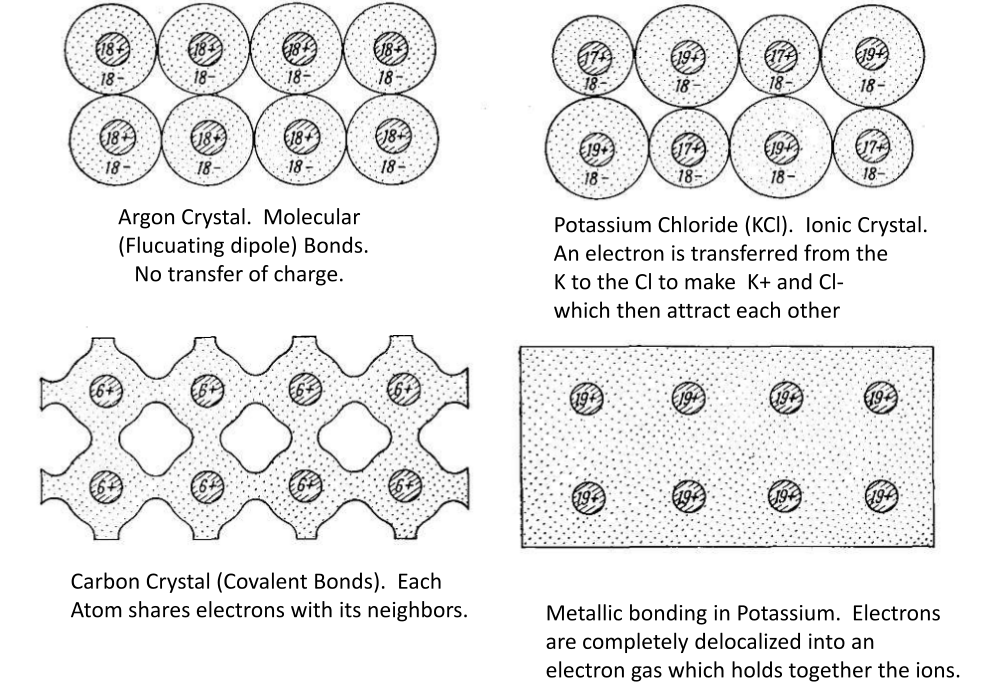 18+ 18+ 18+ 18+
18- 18- 18- 18-
18+ 18+ 18+ 18+
18- 18- 18- 18-
Argon Crystal. Molecular
(Flucuating dipole) Bonds.
No transfer of charge.
17+ 19+ 17+ 19+
18- 18- 18- 18-
19+ 17+ 19+ 17+
18- 18- 18- 18-
Potassium Chloride (KCl). Ionic Crystal.
An electron is transferred from the
K to the Cl to make K+ and Cl-
which then attract each other
6+ 6+ 6+ 6+
6+ 6+ 6+ 6+
Carbon Crystal (Covalent Bonds). Each
Atom shares electrons with its neighbors.
19+ 19+ 19+ 19+
19+ 19+ 19+ 19+
Metallic bonding in Potassium. Electrons
are completely delocalized into an
electron gas which holds together the ions.